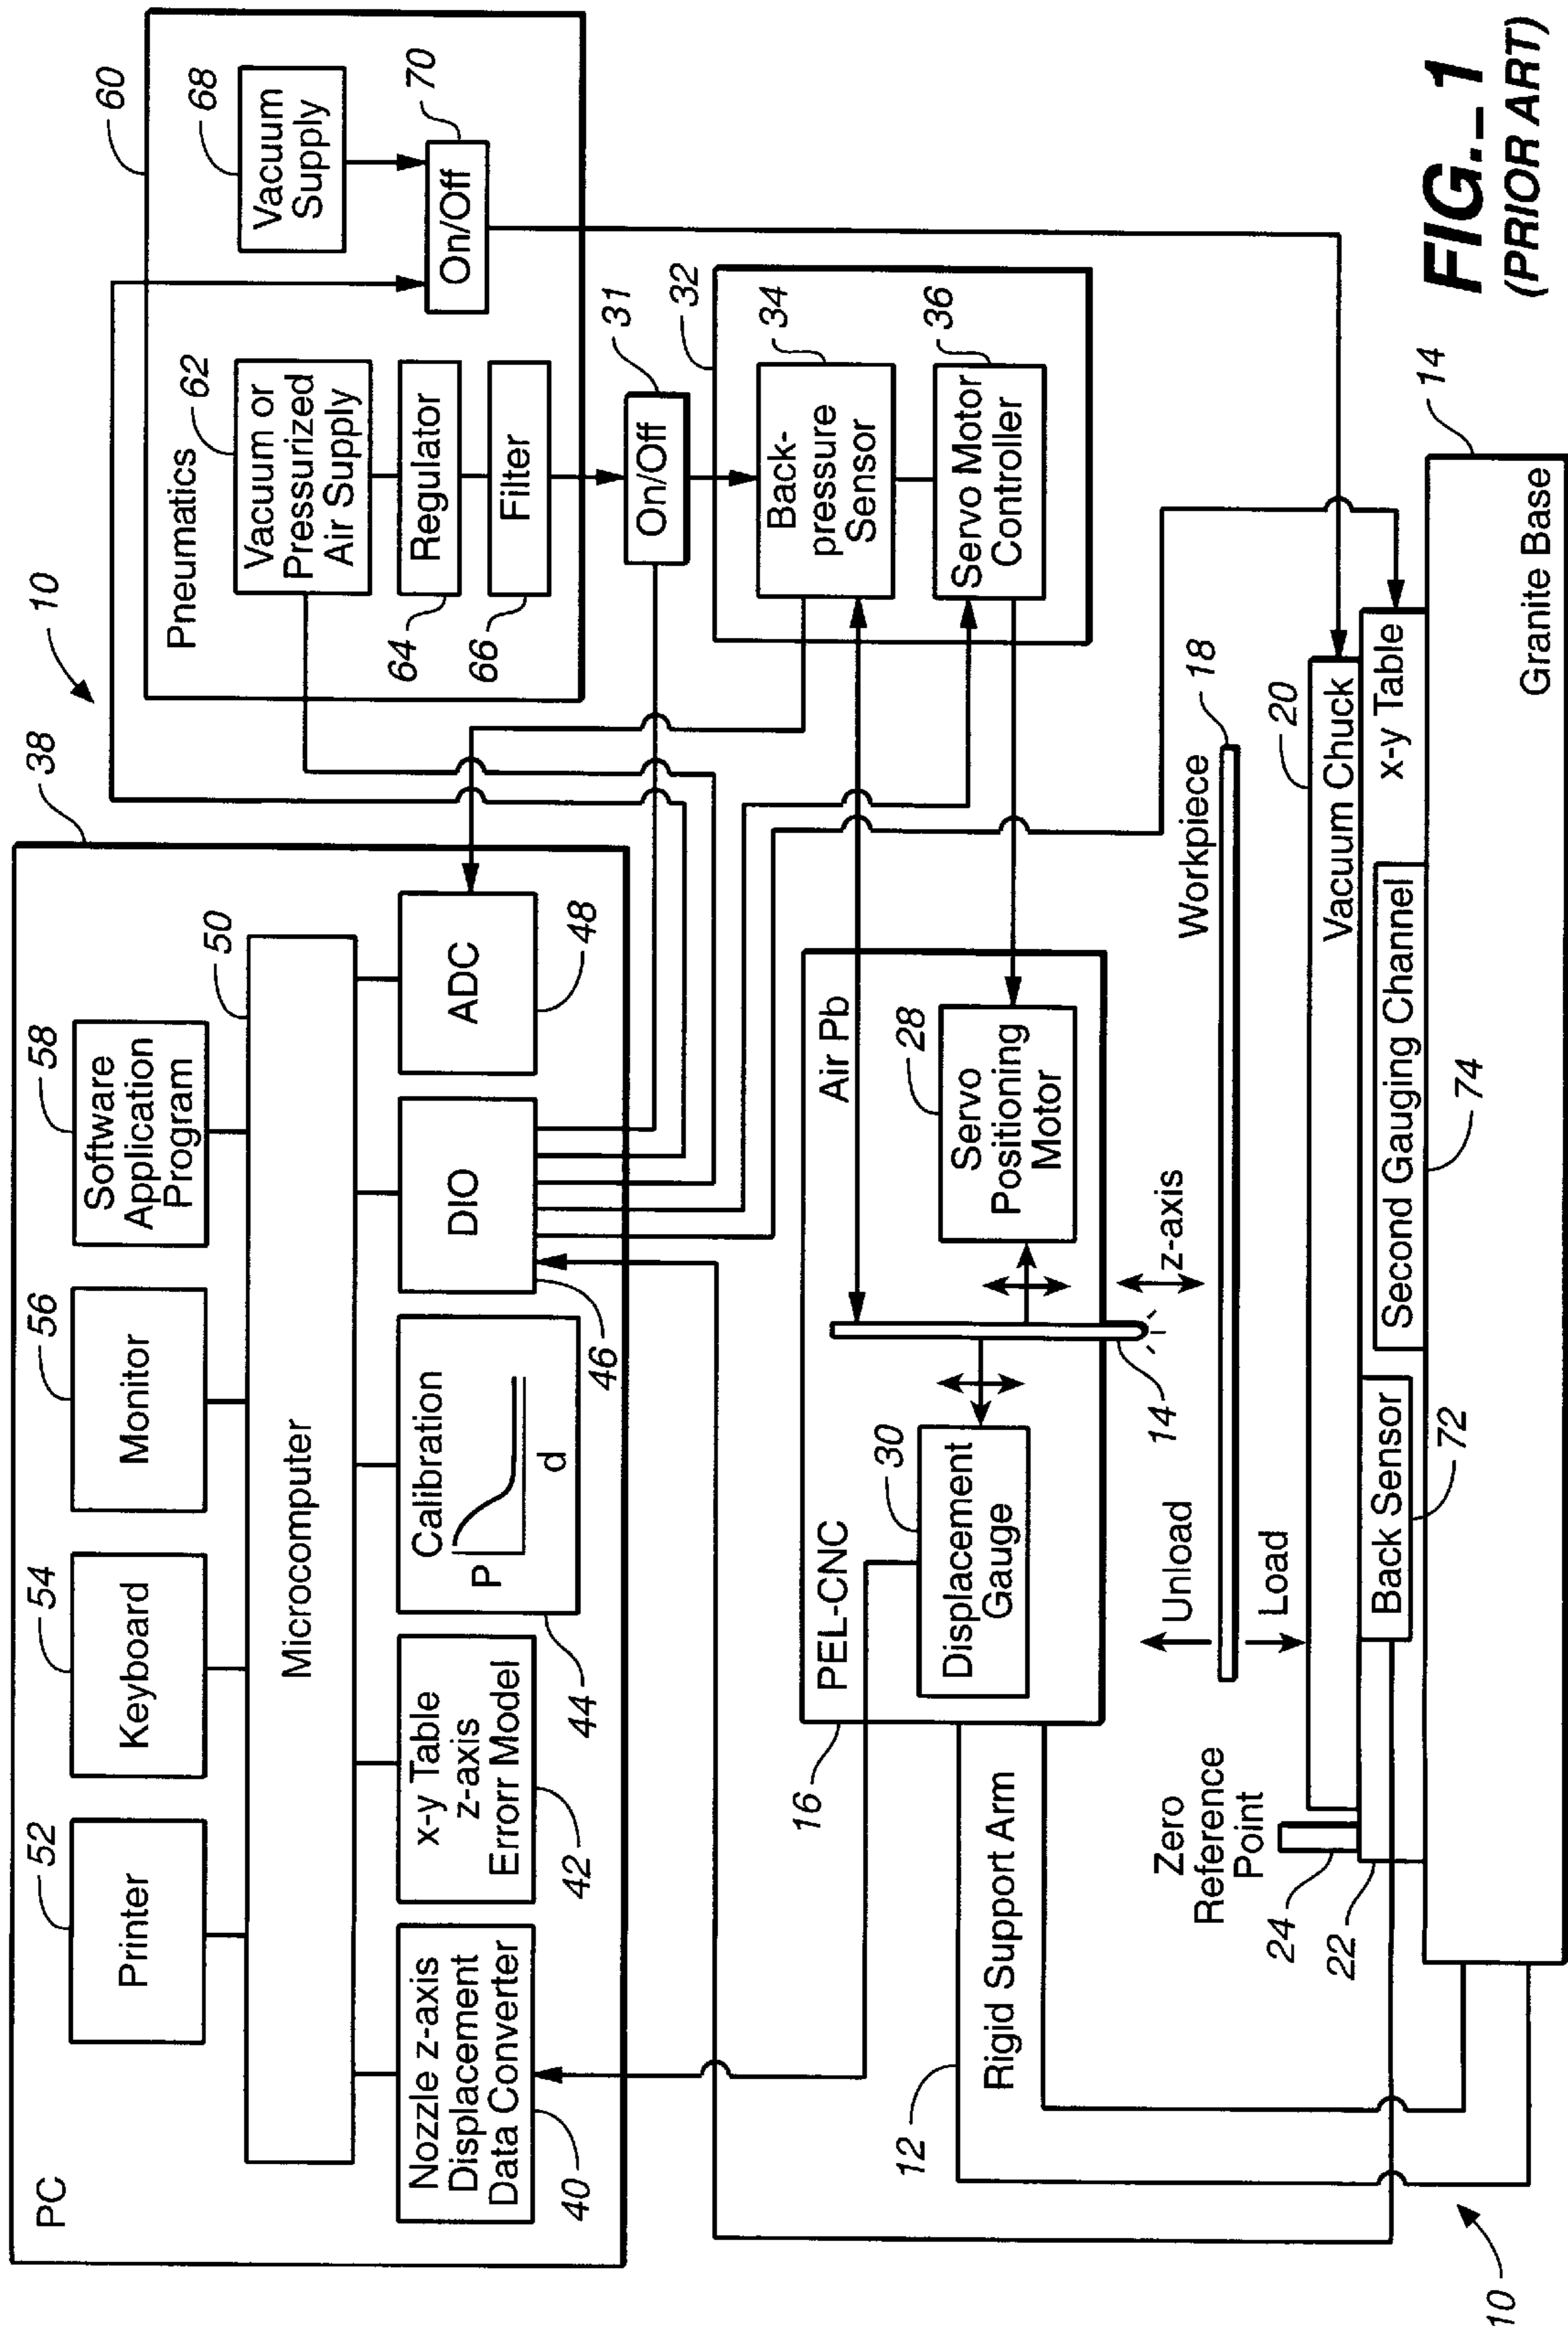 PC
38
10
Printer
52
Keyboard
54
Monitor
56
Software
Application
Program
58
Microcomputer
50
Nozzle z-axis
Displacement
Data Converter
40
x-y Table
z-axis
Error Model
42
Calibration
P
d
44
DIO
46
ADC
48
Pneumatics
60
Vacuum or
Pressurized
Air Supply
62
Regulator
64
Filter
66
Vacuum
Supply
68
On/Off
70
On/Off
31
32
Back-
pressure
Sensor
34
Servo Motor
Controller
36
PEL-CNC
16
Air Pb
Displacement
Gauge
30
Servo
Positioning
Motor
28
14
z-axis
Rigid Support Arm
12
Unload
Load
Workpiece
18
Zero
Reference
Point
24
22
Vacuum Chuck
20
x-y Table
Back Sensor
72
Second Gauging Channel
74
Granite Base
14
10
FIG._1
(PRIOR ART)